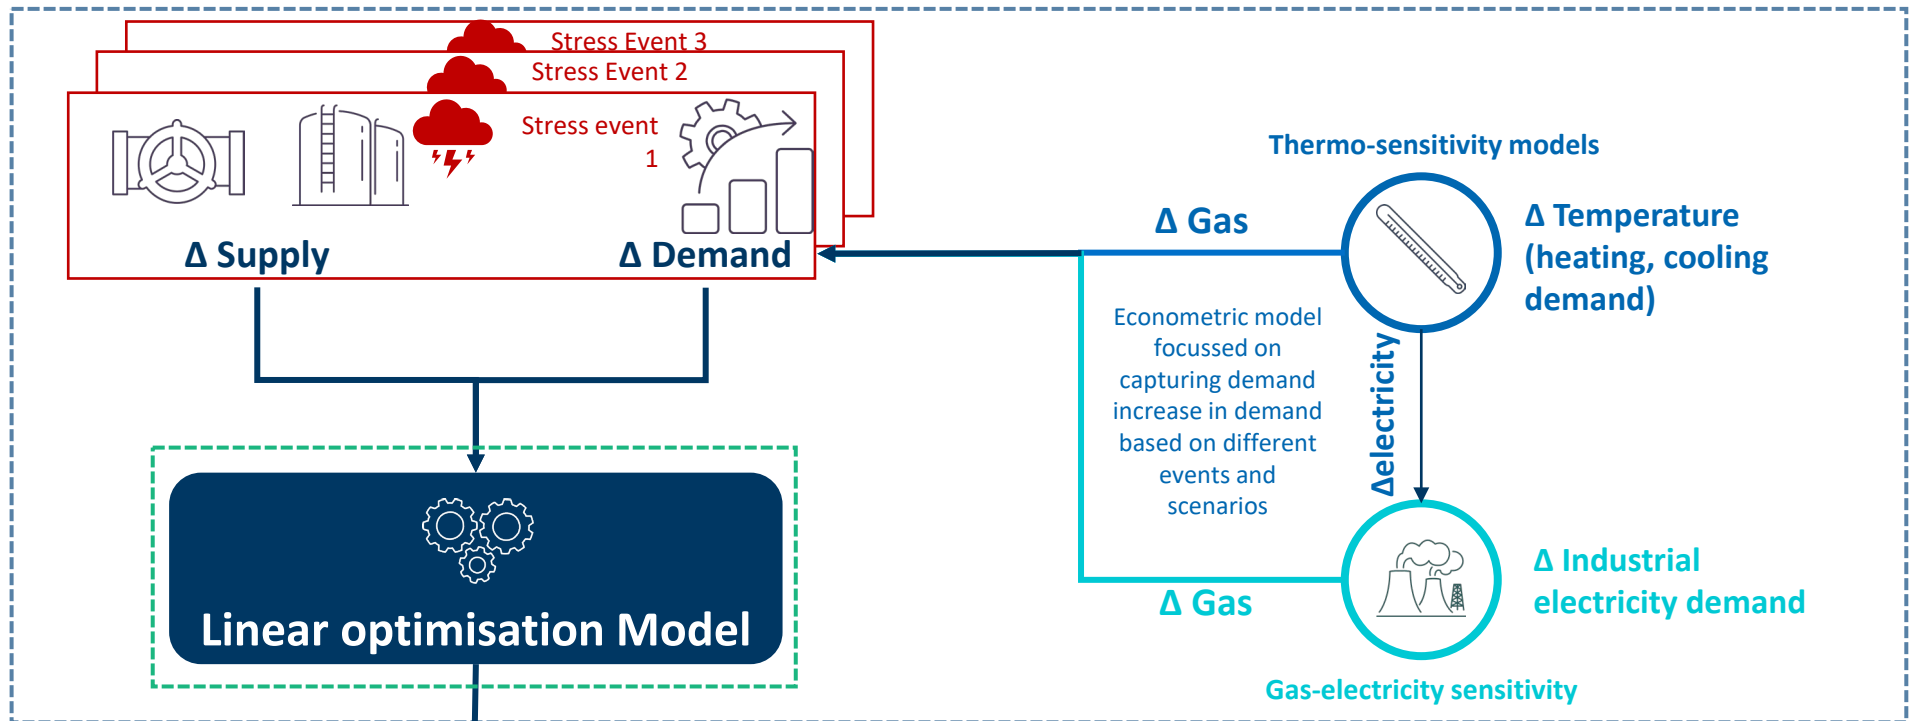 Stress Event 3
Stress Event 2
Stress event
1
Δ Supply
Δ Demand
Linear optimisation Model
Thermo-sensitivity models
Δ Gas
Δ Temperature
(heating, cooling
demand)
Econometric model
focussed on
capturing demand
increase in demand
based on different
events and
scenarios
Δelectricity
Δ Gas
Δ Industrial
electricity demand
Gas-electricity sensitivity